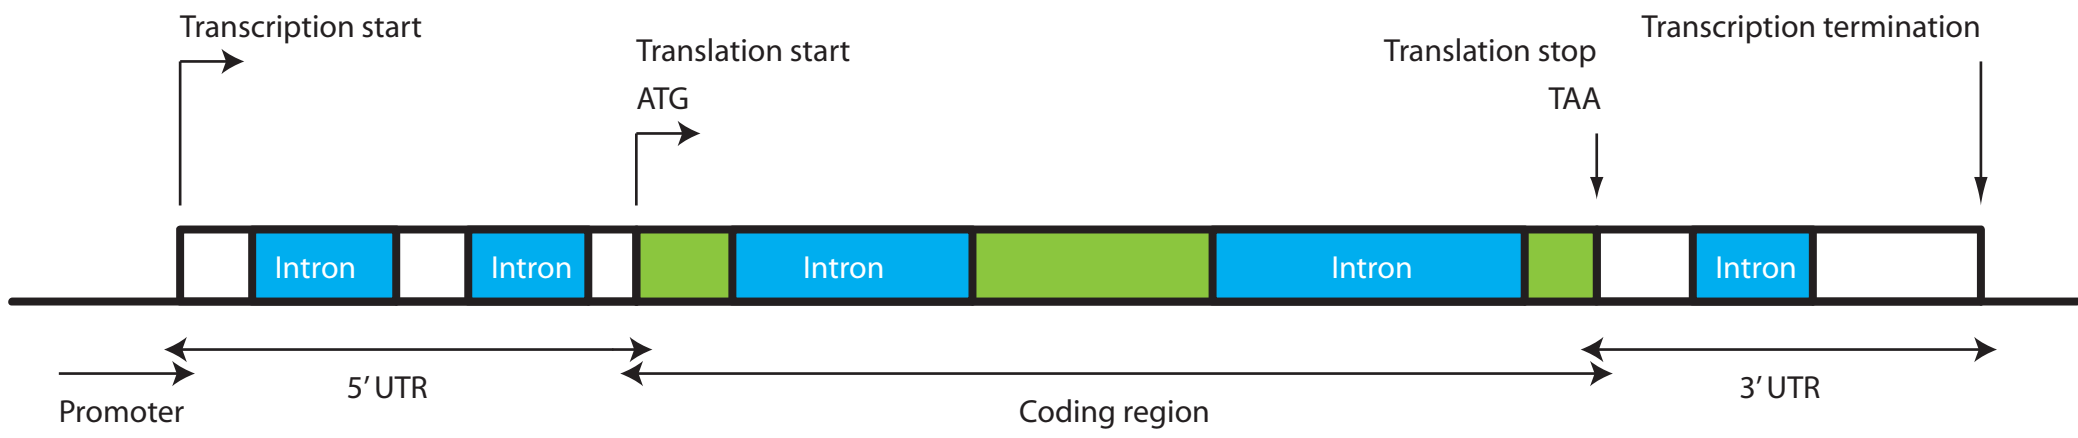 Transcription start
Translation start
ATG
Translation stop
TAA
Transcription termination
Intron
Intron
Intron
Intron
Intron
Promoter
5’ UTR
Coding region
3’ UTR